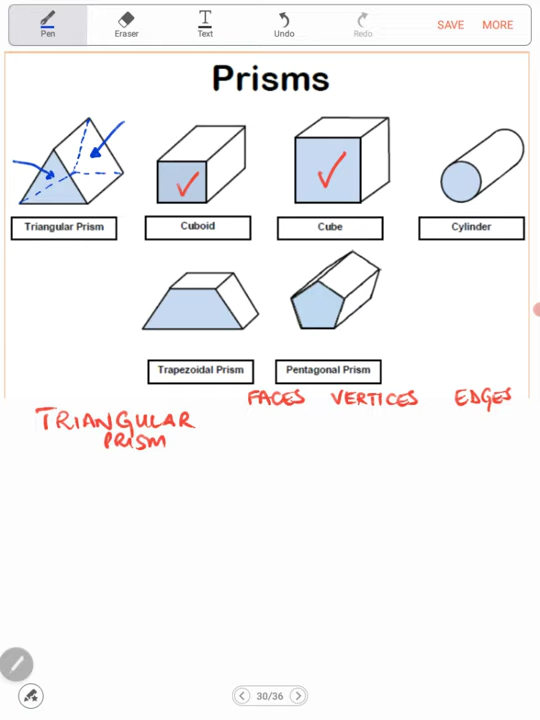 Pen
Eraser
Text
Undo
Redo
SAVE
MORE
Prisms
Triangular Prism
Cuboid
Cube
Cylinder
Trapezoidal Prism
Pentagonal Prism
FACES VERTICES EDGES
TRIANGULAR
PRISM
30/36